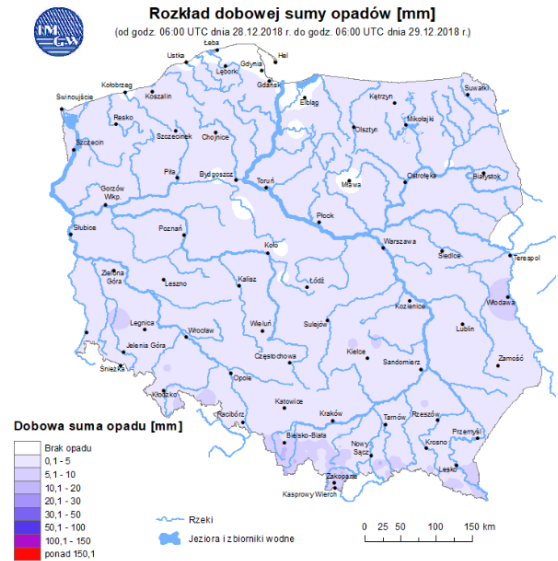 IM
GW
Rozkład dobowej sumy opadów [mm]
(od godz. 06:00 UTC dnia 28.12.2018 r. do godz. 06:00 UTC dnia 29.12.2018 r.)
Łeba
Ustka
Hel
Gdynia
Lębork
Gdańsk
Kołobrzeg
Koszalin
Elbląg
Kętrzyn
Suwałki
Świnoujście
Resko
Szczecinek
Chojnice
Olsztyn
Mikołajki
Szczecin
Piła
Bydgoszcz
Toruń
Mława
Ostrołęka
Białystok
Gorzów
Wlkp.
Płock
Słubice
Poznań
Koło
Warszawa
Siedlce
Terespol
Zielona
Góra
Leszno
Kalisz
Łódź
Kozienice
Włodawa
Legnica
Wrocław
Wieluń
Sulejów
Lublin
Jelenia Góra
Częstochowa
Kielce
Sandomierz
Zamość
Śnieżka
Kłodzko
Opole
Racibórz
Katowice
Kraków
Tarnów
Rzeszów
Przemyśl
Bielsko-Biała
Nowy
Sącz
Krosno
Lesko
Zakopane
Kasprowy Wierch
Dobowa suma opadu [mm]
Brak opadu
0,1 - 5
5,1 - 10
10,1 - 20
20,1 - 30
30,1 - 50
50,1 - 100
100,1 - 150
ponad 150,1
Rzeki
Jeziora i zbiorniki wodne
0 25 50 100 150 km